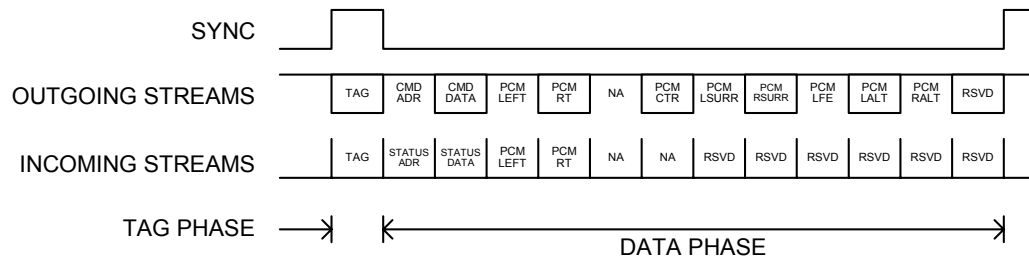 SYNC
OUTGOING STREAMS
TAG
CMD
ADR
CMD
DATA
PCM
LEFT
PCM
RT
NA
PCM
CTR
PCM
LSURR
PCM
RSURR
PCM
LFE
PCM
LALT
PCM
RALT
RSVD
INCOMING STREAMS
TAG
STATUS
ADR
STATUS
DATA
PCM
LEFT
PCM
RT
NA
NA
RSVD
RSVD
RSVD
RSVD
RSVD
RSVD
TAG PHASE
DATA PHASE